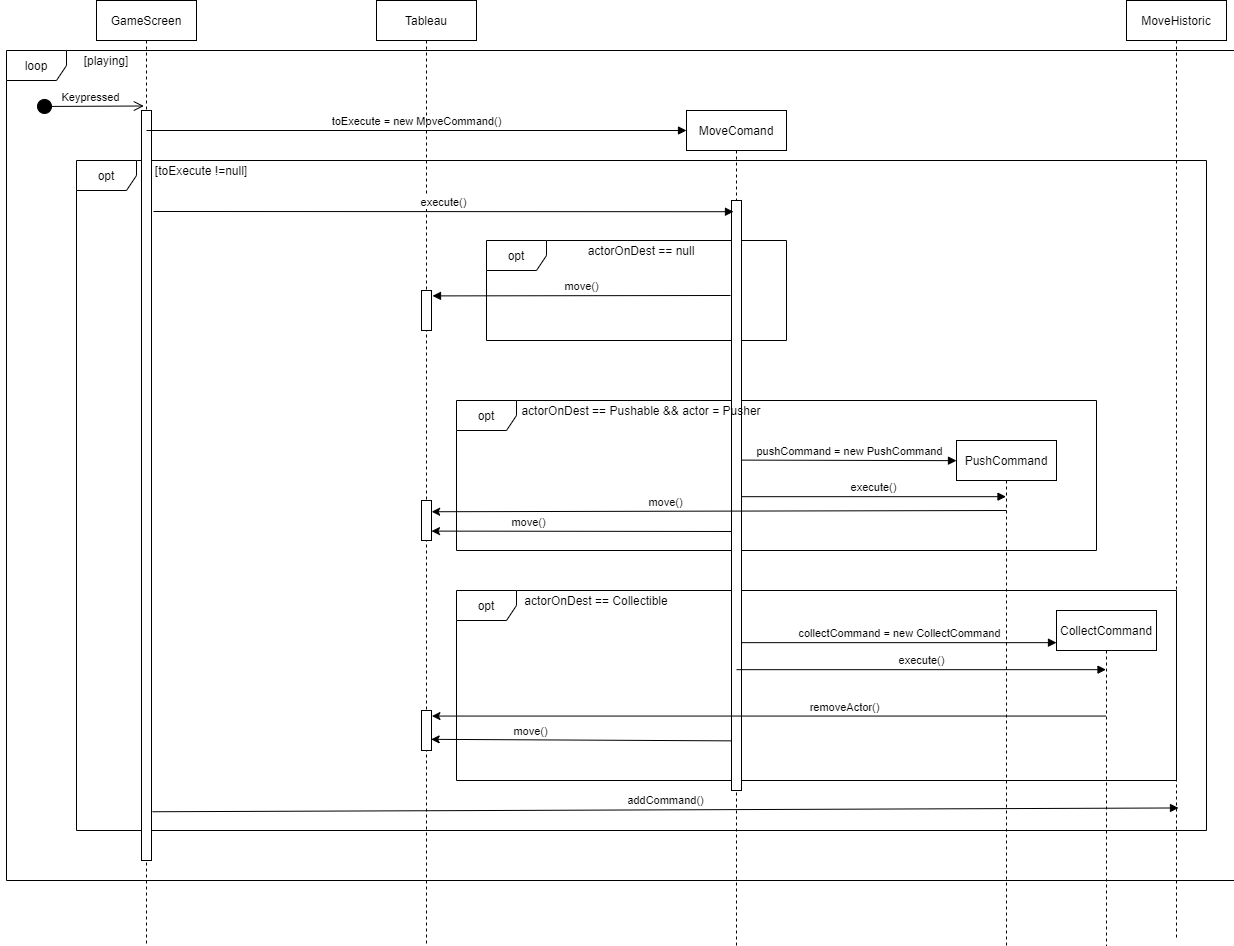 GameScreen
Tableau
MoveHistoric
loop
[playing]
Keypressed
toExecute = new MoveCommand()
MoveComand
opt
[toExecute !=null]
execute()
opt
actorOnDest == null
move()
opt
actorOnDest == Pushable && actor = Pusher
pushCommand = new PushCommand
PushCommand
execute()
move()
move()
opt
actorOnDest == Collectible
collectCommand = new CollectCommand
CollectCommand
execute()
removeActor()
move()
addCommand()